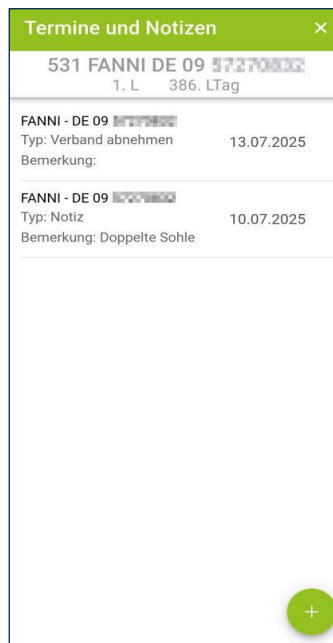 Termine und Notizen ×
531 FANNI DE 09
1. L 386. LTag
FANNI - DE 09
Typ: Verband abnehmen 13.07.2025
Bemerkung:
FANNI - DE 09
Typ: Notiz 10.07.2025
Bemerkung: Doppelte Sohle
+